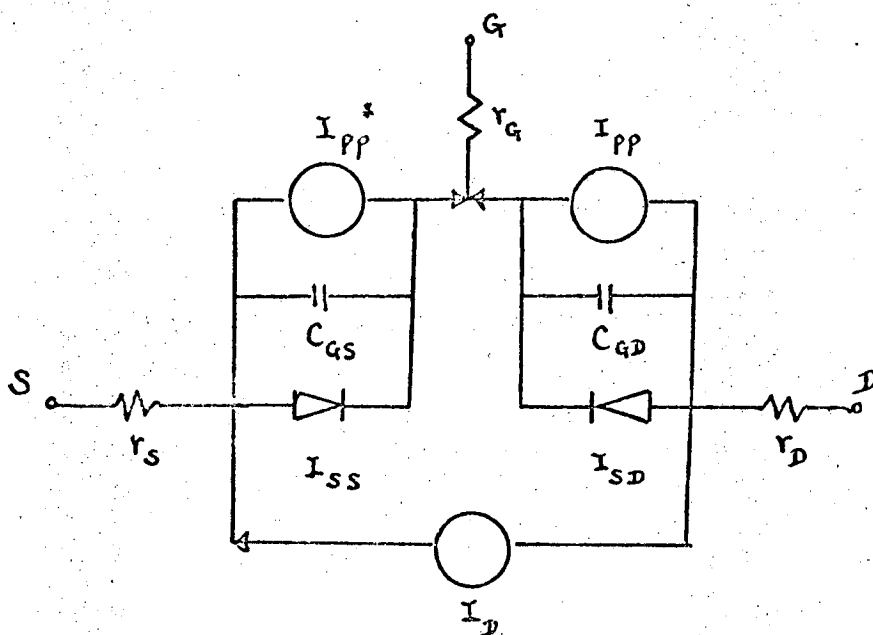 G
I_PP*
r_G
I_PP
C_GS
C_GD
S
D
r_S
I_SS
I_SD
r_D
I_D